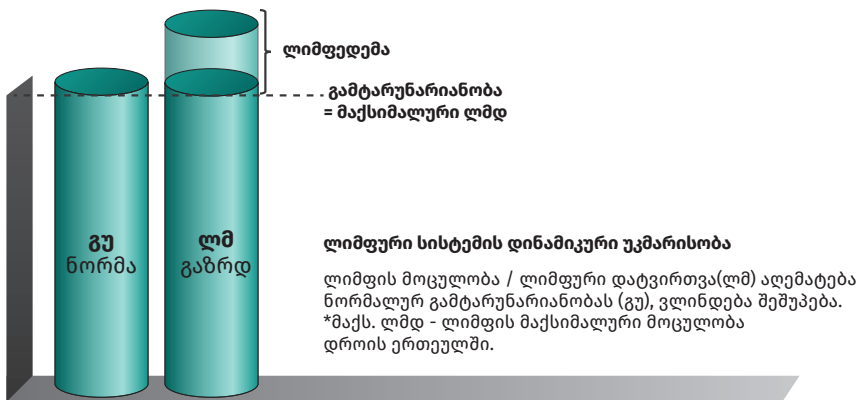 ლიმფედემა
გამტარუნარიანობა
= მაქსიმალური ლმდ
გუ
ნორმა
ლმ
გაზრდ
ლიმფური სისტემის დინამიკური უკმარისობა
ლიმფის მოცულობა / ლიმფური დატვირთვა(ლმ) აღემატება
ნორმალურ გამტარუნარიანობას (გუ), ვლინდება შეშუპება.
*მაქს. ლმდ - ლიმფის მაქსიმალური მოცულობა
დროის ერთეულში.